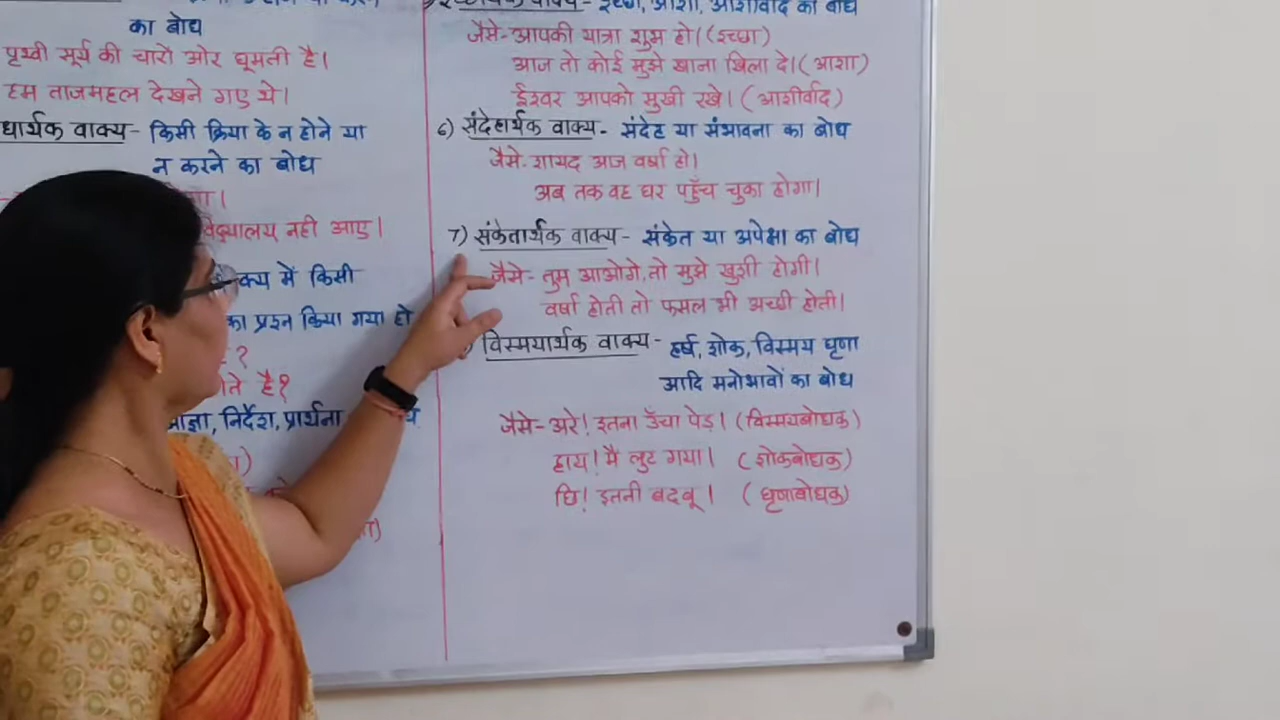 का बोध
पृथ्वी सूर्य की चारों ओर घूमती है।
हम ताजमहल देखने गए थे।
धार्थक वाक्य - किसी क्रिया के न होने या
न करने का बोध
विद्यालय नही आए।
क्य में किसी
का प्रश्न किया गया हो
?
ते है?
आज्ञा, निर्देश, प्रार्थना
इच्छा, आशा, आशीर्वाद का बोध
जैसे- आपकी यात्रा शुभ हो। (इच्छा)
आज तो कोई मुझे खाना खिला दे। (आशा)
ईश्वर आपको सुखी रखे। (आशीर्वाद)
6) संदेहार्थक वाक्य - संदेह या संभावना का बोध
जैसे- शायद आज वर्षा हो।
अब तक वह घर पहुँच चुका होगा।
7) संकेतार्थक वाक्य - संकेत या अपेक्षा का बोध
जैसे- तुम आओगे, तो मुझे खुशी होगी।
वर्षा होती तो फसल भी अच्छी होती।
विस्मयार्थक वाक्य - हर्ष, शोक, विस्मय घृणा
आदि मनोभावों का बोध
जैसे- अरे! इतना ऊँचा पेड़। (विस्मयबोधक)
हाय! मै लुट गया। (शोकबोधक)
छि! इतनी बदबू। (घृणाबोधक)